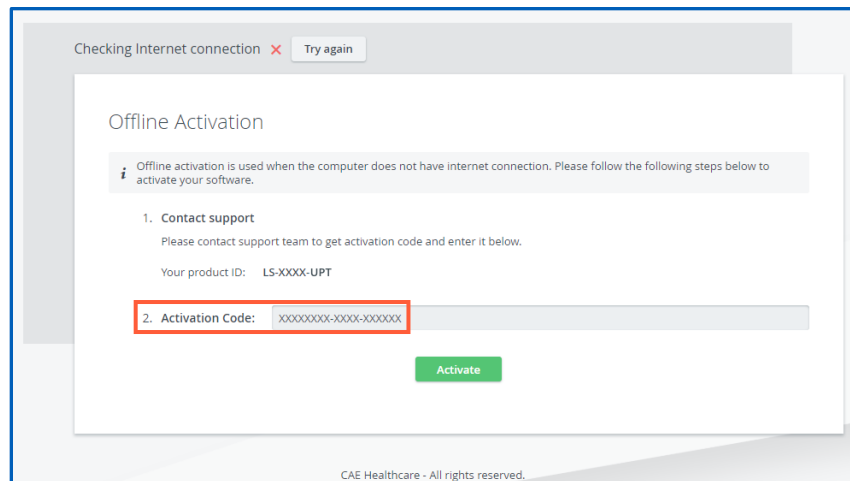 Checking Internet connection ✕ Try again
Offline Activation
i Offline activation is used when the computer does not have internet connection. Please follow the following steps below to
activate your software.
1. Contact support
Please contact support team to get activation code and enter it below.
Your product ID: LS-XXXX-UPT
2. Activation Code: XXXXXXXX-XXXX-XXXXXX
Activate
CAE Healthcare - All rights reserved.